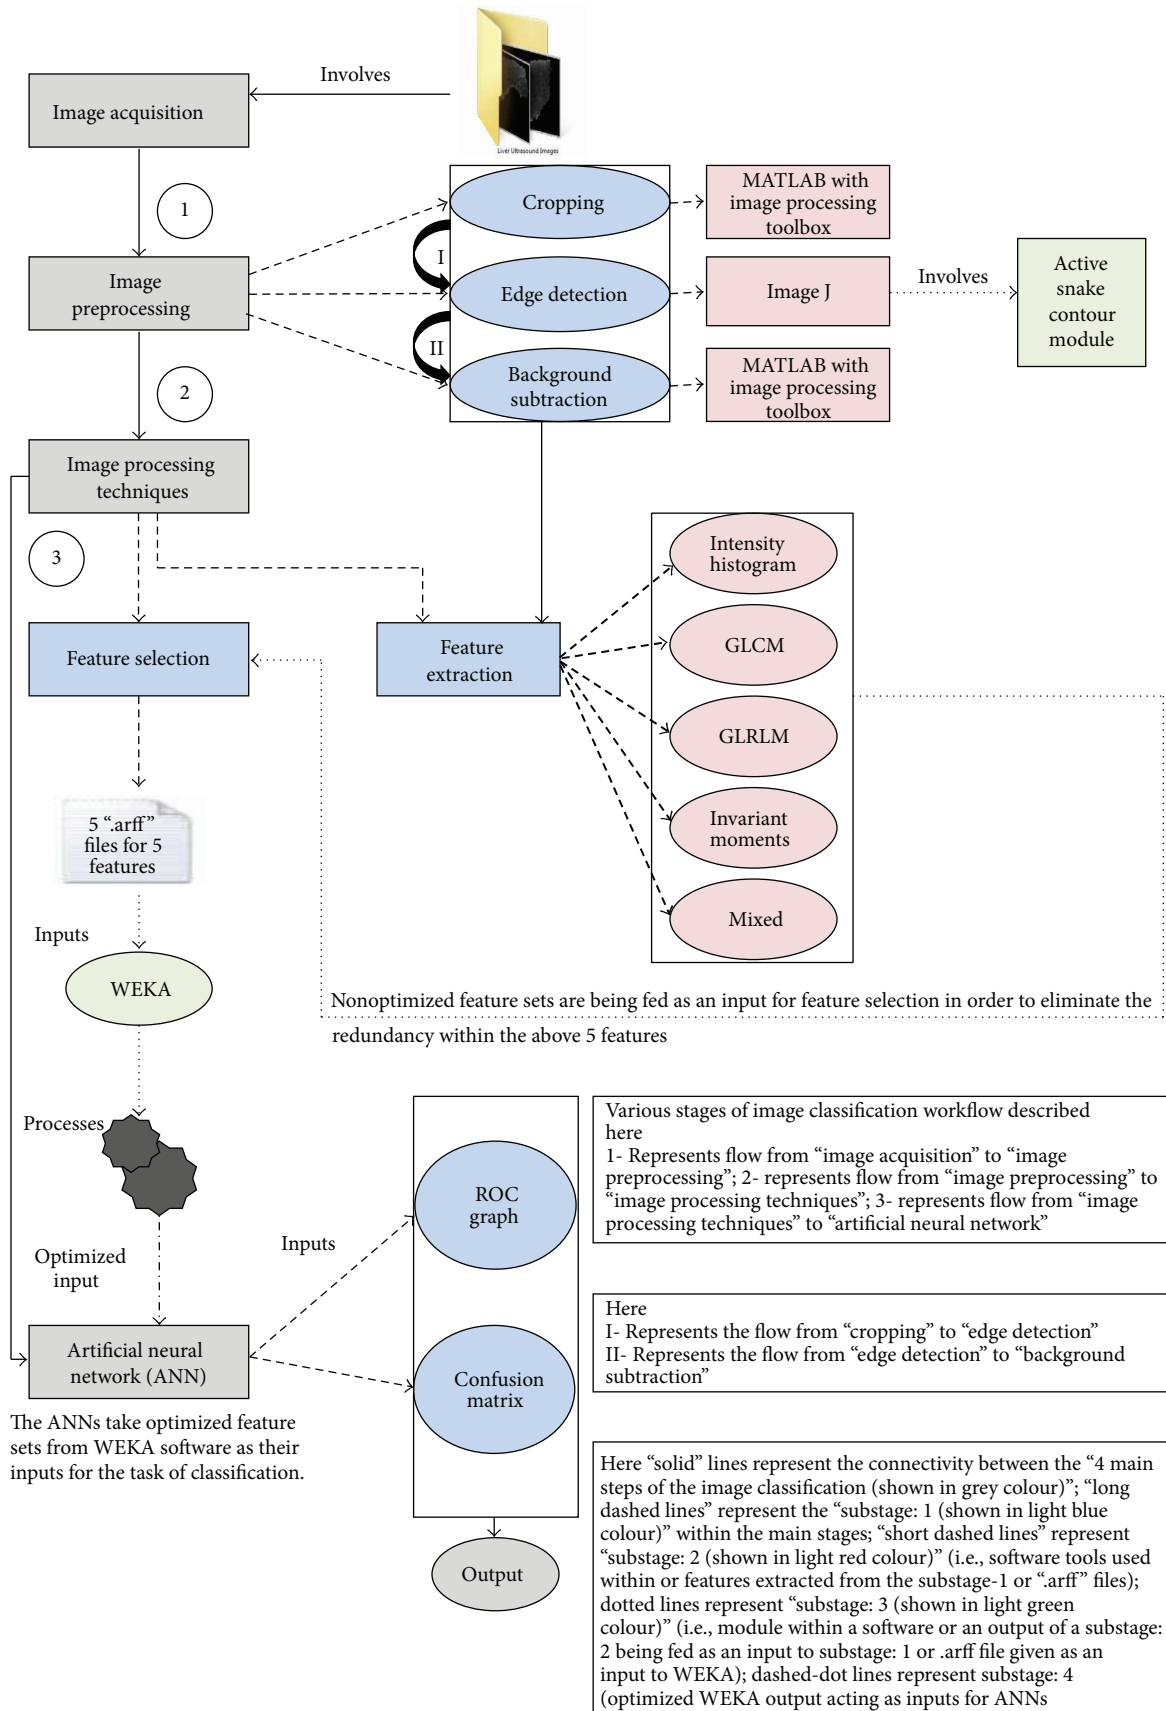 Involves
Image acquisition
Liver Ultrasound Images
1
Cropping
MATLAB with
image processing
toolbox
I
Image
preprocessing
Edge detection
Image J
Involves
Active
snake
contour
module
II
Background
subtraction
MATLAB with
image processing
toolbox
2
Image processing
techniques
3
Intensity
histogram
Feature selection
Feature
extraction
GLCM
GLRLM
5 “.arff”
files for 5
features
Invariant
moments
Mixed
Inputs
WEKA
Nonoptimized feature sets are being fed as an input for feature selection in order to eliminate the
redundancy within the above 5 features
Processes
Optimized
input
Inputs
ROC
graph
Various stages of image classification workflow described
here
1- Represents flow from “image acquisition” to “image
preprocessing”; 2- represents flow from “image preprocessing” to
“image processing techniques”; 3- represents flow from “image
processing techniques” to “artificial neural network”
Artificial neural
network (ANN)
Confusion
matrix
Here
I- Represents the flow from “cropping” to “edge detection”
II- Represents the flow from “edge detection” to “background
subtraction”
The ANNs take optimized feature
sets from WEKA software as their
inputs for the task of classification.
Output
Here “solid” lines represent the connectivity between the “4 main
steps of the image classification (shown in grey colour)”; “long
dashed lines” represent the “substage: 1 (shown in light blue
colour)” within the main stages; “short dashed lines” represent
“substage: 2 (shown in light red colour)” (i.e., software tools used
within or features extracted from the substage-1 or “.arff” files);
dotted lines represent “substage: 3 (shown in light green
colour)” (i.e., module within a software or an output of a substage:
2 being fed as an input to substage: 1 or .arff file given as an
input to WEKA); dashed-dot lines represent substage: 4
(optimized WEKA output acting as inputs for ANNs